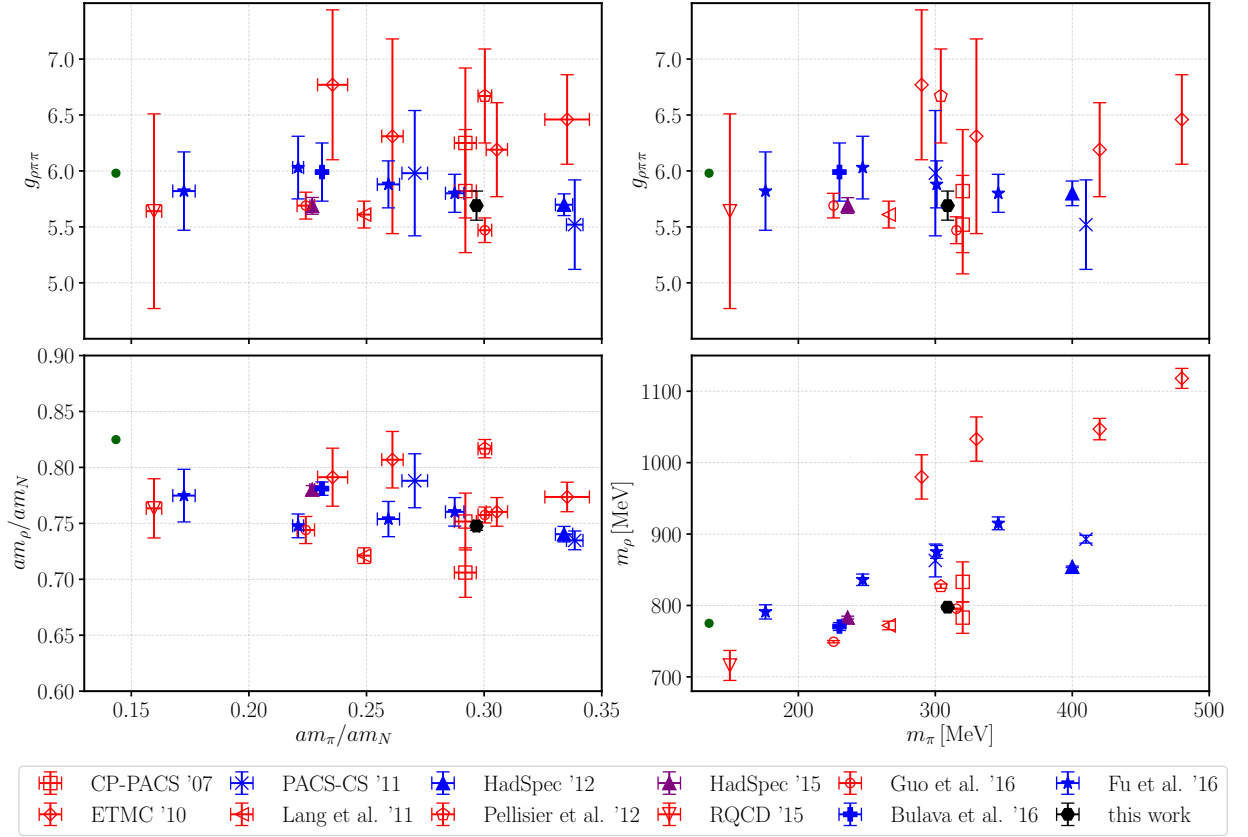 7.0
6.5
6.0
5.5
5.0
g_{ρππ}
7.0
6.5
6.0
5.5
5.0
g_{ρππ}
0.90
0.85
0.80
0.75
0.70
0.65
0.60
am_ρ/am_N
0.15 0.20 0.25 0.30 0.35
am_π/am_N
1100
1000
900
800
700
m_ρ [MeV]
200 300 400 500
m_π [MeV]
CP-PACS '07 PACS-CS '11 HadSpec '12 HadSpec '15 Guo et al. '16 Fu et al. '16
ETMC '10 Lang et al. '11 Pellisier et al. '12 RQCD '15 Bulava et al. '16 this work